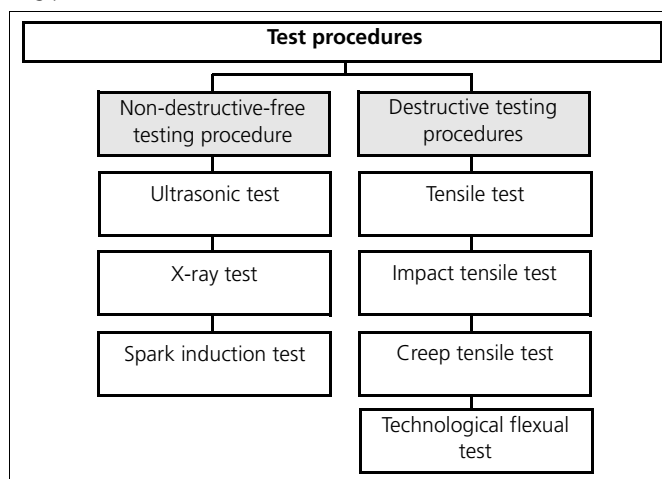 Test procedures
Non-destructive-free
testing procedure
Destructive testing
procedures
Ultrasonic test
Tensile test
X-ray test
Impact tensile test
Spark induction test
Creep tensile test
Technological flexual
test